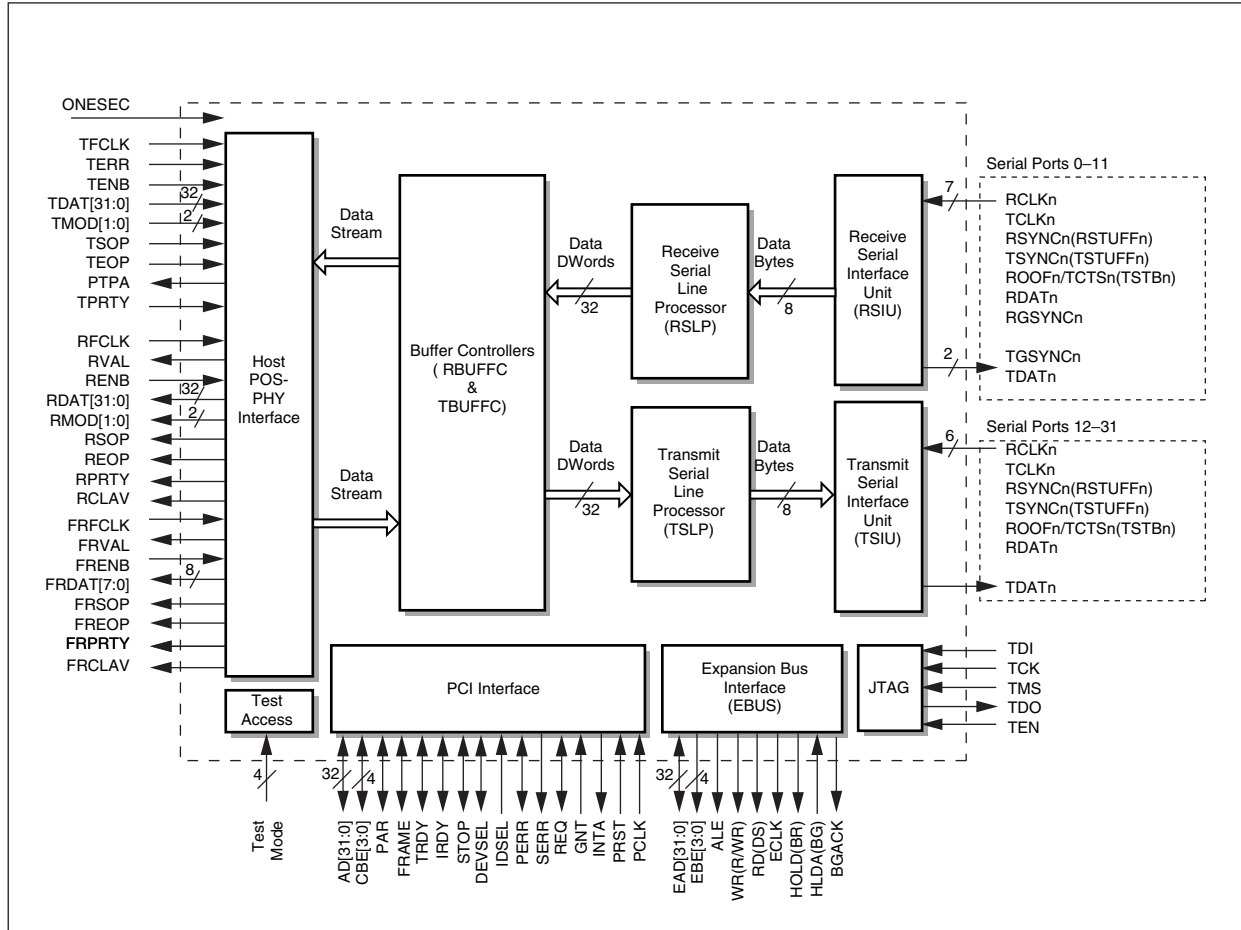 ONESEC
TFCLK
TERR
TENB
TDAT[31:0]
32
TMOD[1:0]
2
TSOP
TEOP
PTPA
TPRTY
RFCLK
RVAL
RENB
RDAT[31:0]
32
RMOD[1:0]
2
RSOP
REOP
RPRTY
RCLAV
FRFCLK
FRVAL
FRENB
FRDAT[7:0]
8
FRSOP
FREOP
FRPRTY
FRCLAV
Host
POS-
PHY
Interface
Data
Stream
Data
Stream
Buffer Controllers
( RBUFFC
&
TBUFFC)
Data
DWords
32
Data
DWords
32
Receive
Serial
Line
Processor
(RSLP)
Transmit
Serial
Line
Processor
(TSLP)
Data
Bytes
8
Data
Bytes
8
Receive
Serial
Interface
Unit
(RSIU)
Transmit
Serial
Interface
Unit
(TSIU)
Serial Ports 0–11
7
RCLKn
TCLKn
RSYNCn(RSTUFFn)
TSYNCn(TSTUFFn)
ROOFn/TCTSn(TSTBn)
RDATn
RGSYNCn
2
TGSYNCn
TDATn
Serial Ports 12–31
6
RCLKn
TCLKn
RSYNCn(RSTUFFn)
TSYNCn(TSTUFFn)
ROOFn/TCTSn(TSTBn)
RDATn
TDATn
Test
Access
4
Test
Mode
PCI Interface
32
4
AD[31:0]
CBE[3:0]
PAR
FRAME
TRDY
IRDY
STOP
DEVSEL
IDSEL
PERR
SERR
REQ
GNT
INTA
PRST
PCLK
Expansion Bus
Interface
(EBUS)
32
4
EAD[31:0]
EBE[3:0]
ALE
WR(R/WR)
RD(DS)
ECLK
HOLD(BR)
HLDA(BG)
BGACK
JTAG
TDI
TCK
TMS
TDO
TEN